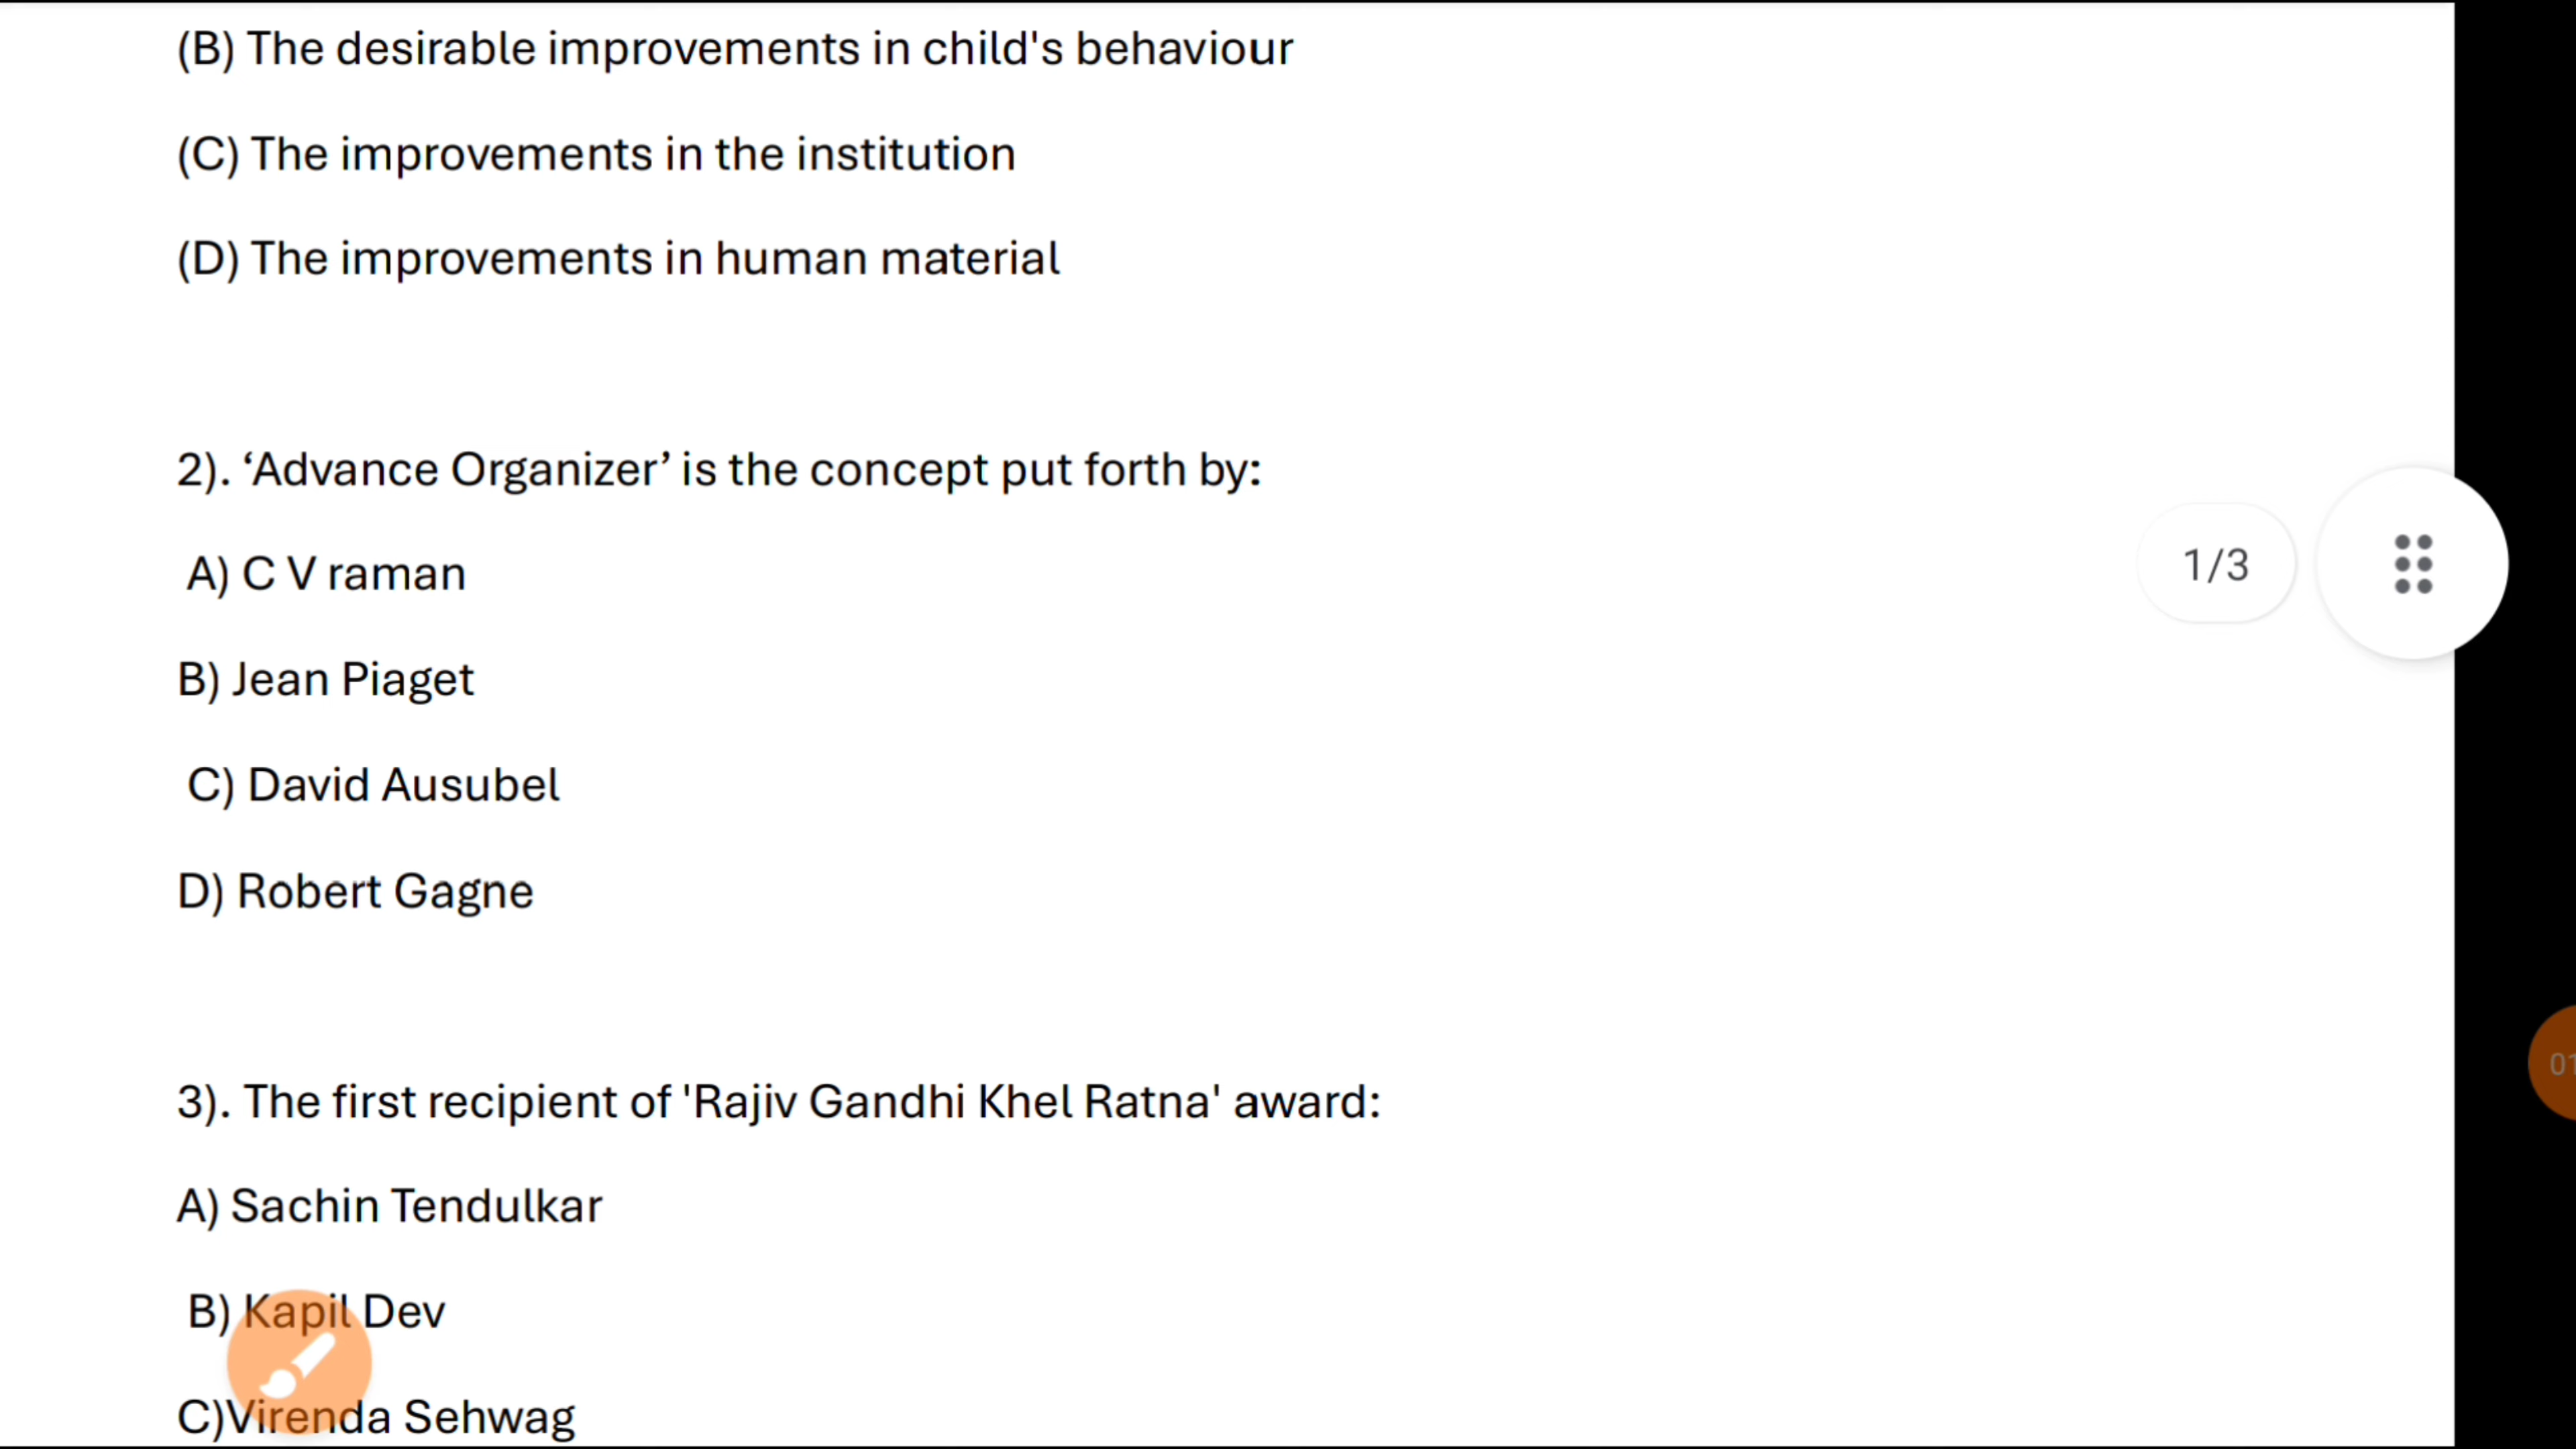 (B) The desirable improvements in child's behaviour
(C) The improvements in the institution
(D) The improvements in human material
2). ‘Advance Organizer’ is the concept put forth by:
A) C V raman
B) Jean Piaget
C) David Ausubel
D) Robert Gagne
1/3
3). The first recipient of 'Rajiv Gandhi Khel Ratna' award:
A) Sachin Tendulkar
B) Kapil Dev
C)Virenda Sehwag